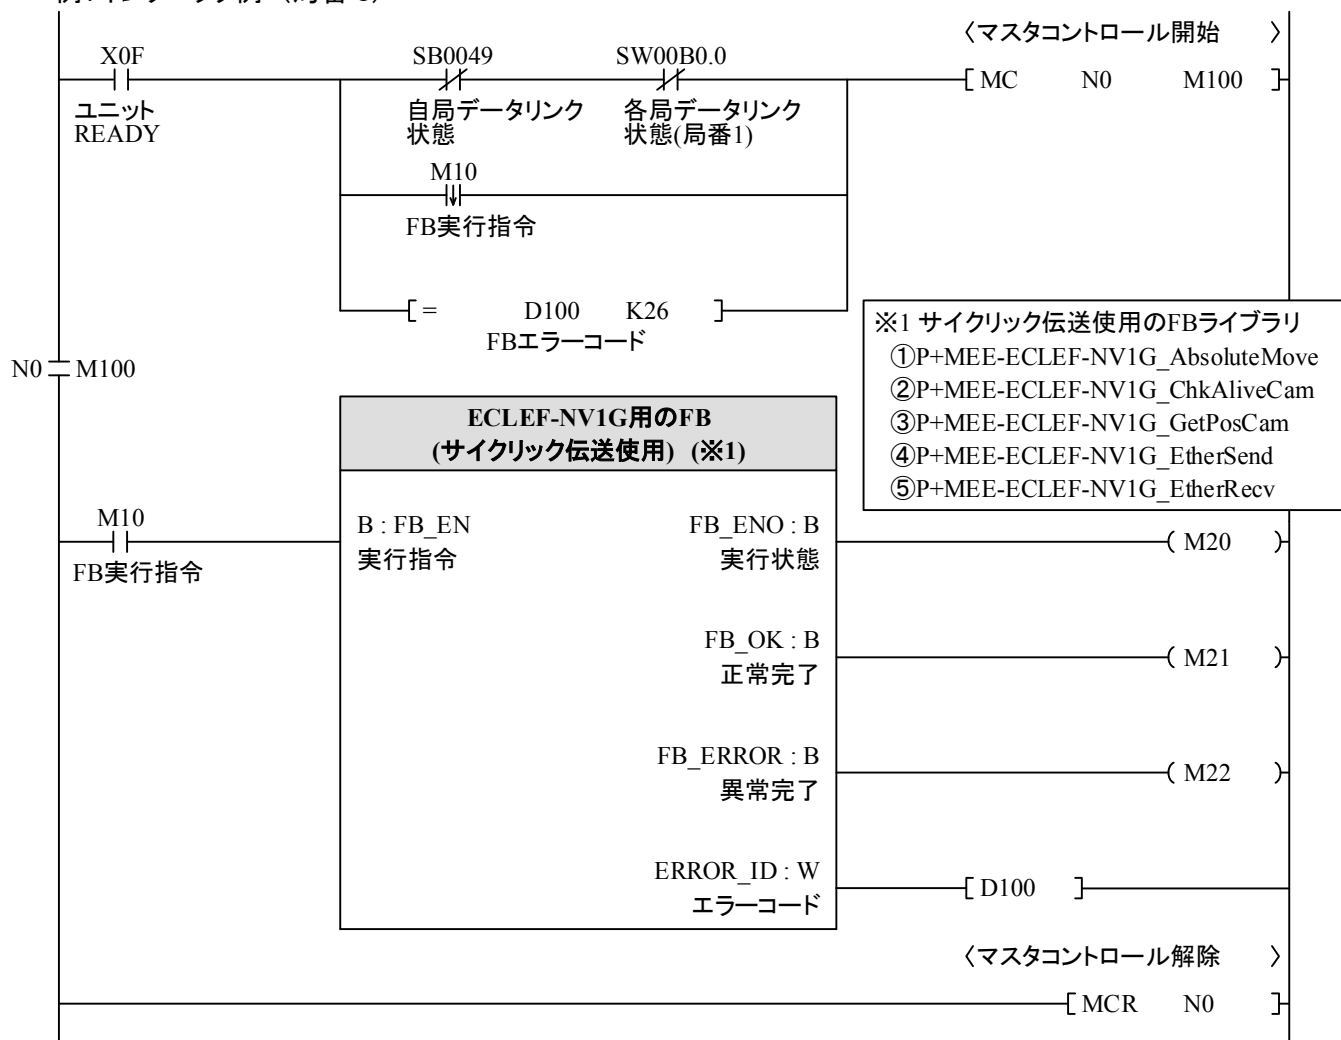 〈マスタコントロール開始 〉
X0F
SB0049
SW00B0.0
[ MC N0 M100 ]
ユニット
READY
自局データリンク
状態
各局データリンク
状態(局番1)
M10
FB実行指令
[ = D100 K26 ]
FBエラーコード
N0 M100
※1 サイクリック伝送使用のFBライブラリ
①P+MEE-ECLEF-NV1G_AbsoluteMove
②P+MEE-ECLEF-NV1G_ChkAliveCam
③P+MEE-ECLEF-NV1G_GetPosCam
④P+MEE-ECLEF-NV1G_EtherSend
⑤P+MEE-ECLEF-NV1G_EtherRecv
ECLEF-NV1G用のFB
(サイクリック伝送使用) (※1)
M10
FB実行指令
B : FB_EN
実行指令
FB_ENO : B
実行状態
( M20 )
FB_OK : B
正常完了
( M21 )
FB_ERROR : B
異常完了
( M22 )
ERROR_ID : W
エラーコード
[ D100 ]
〈マスタコントロール解除 〉
[ MCR N0 ]